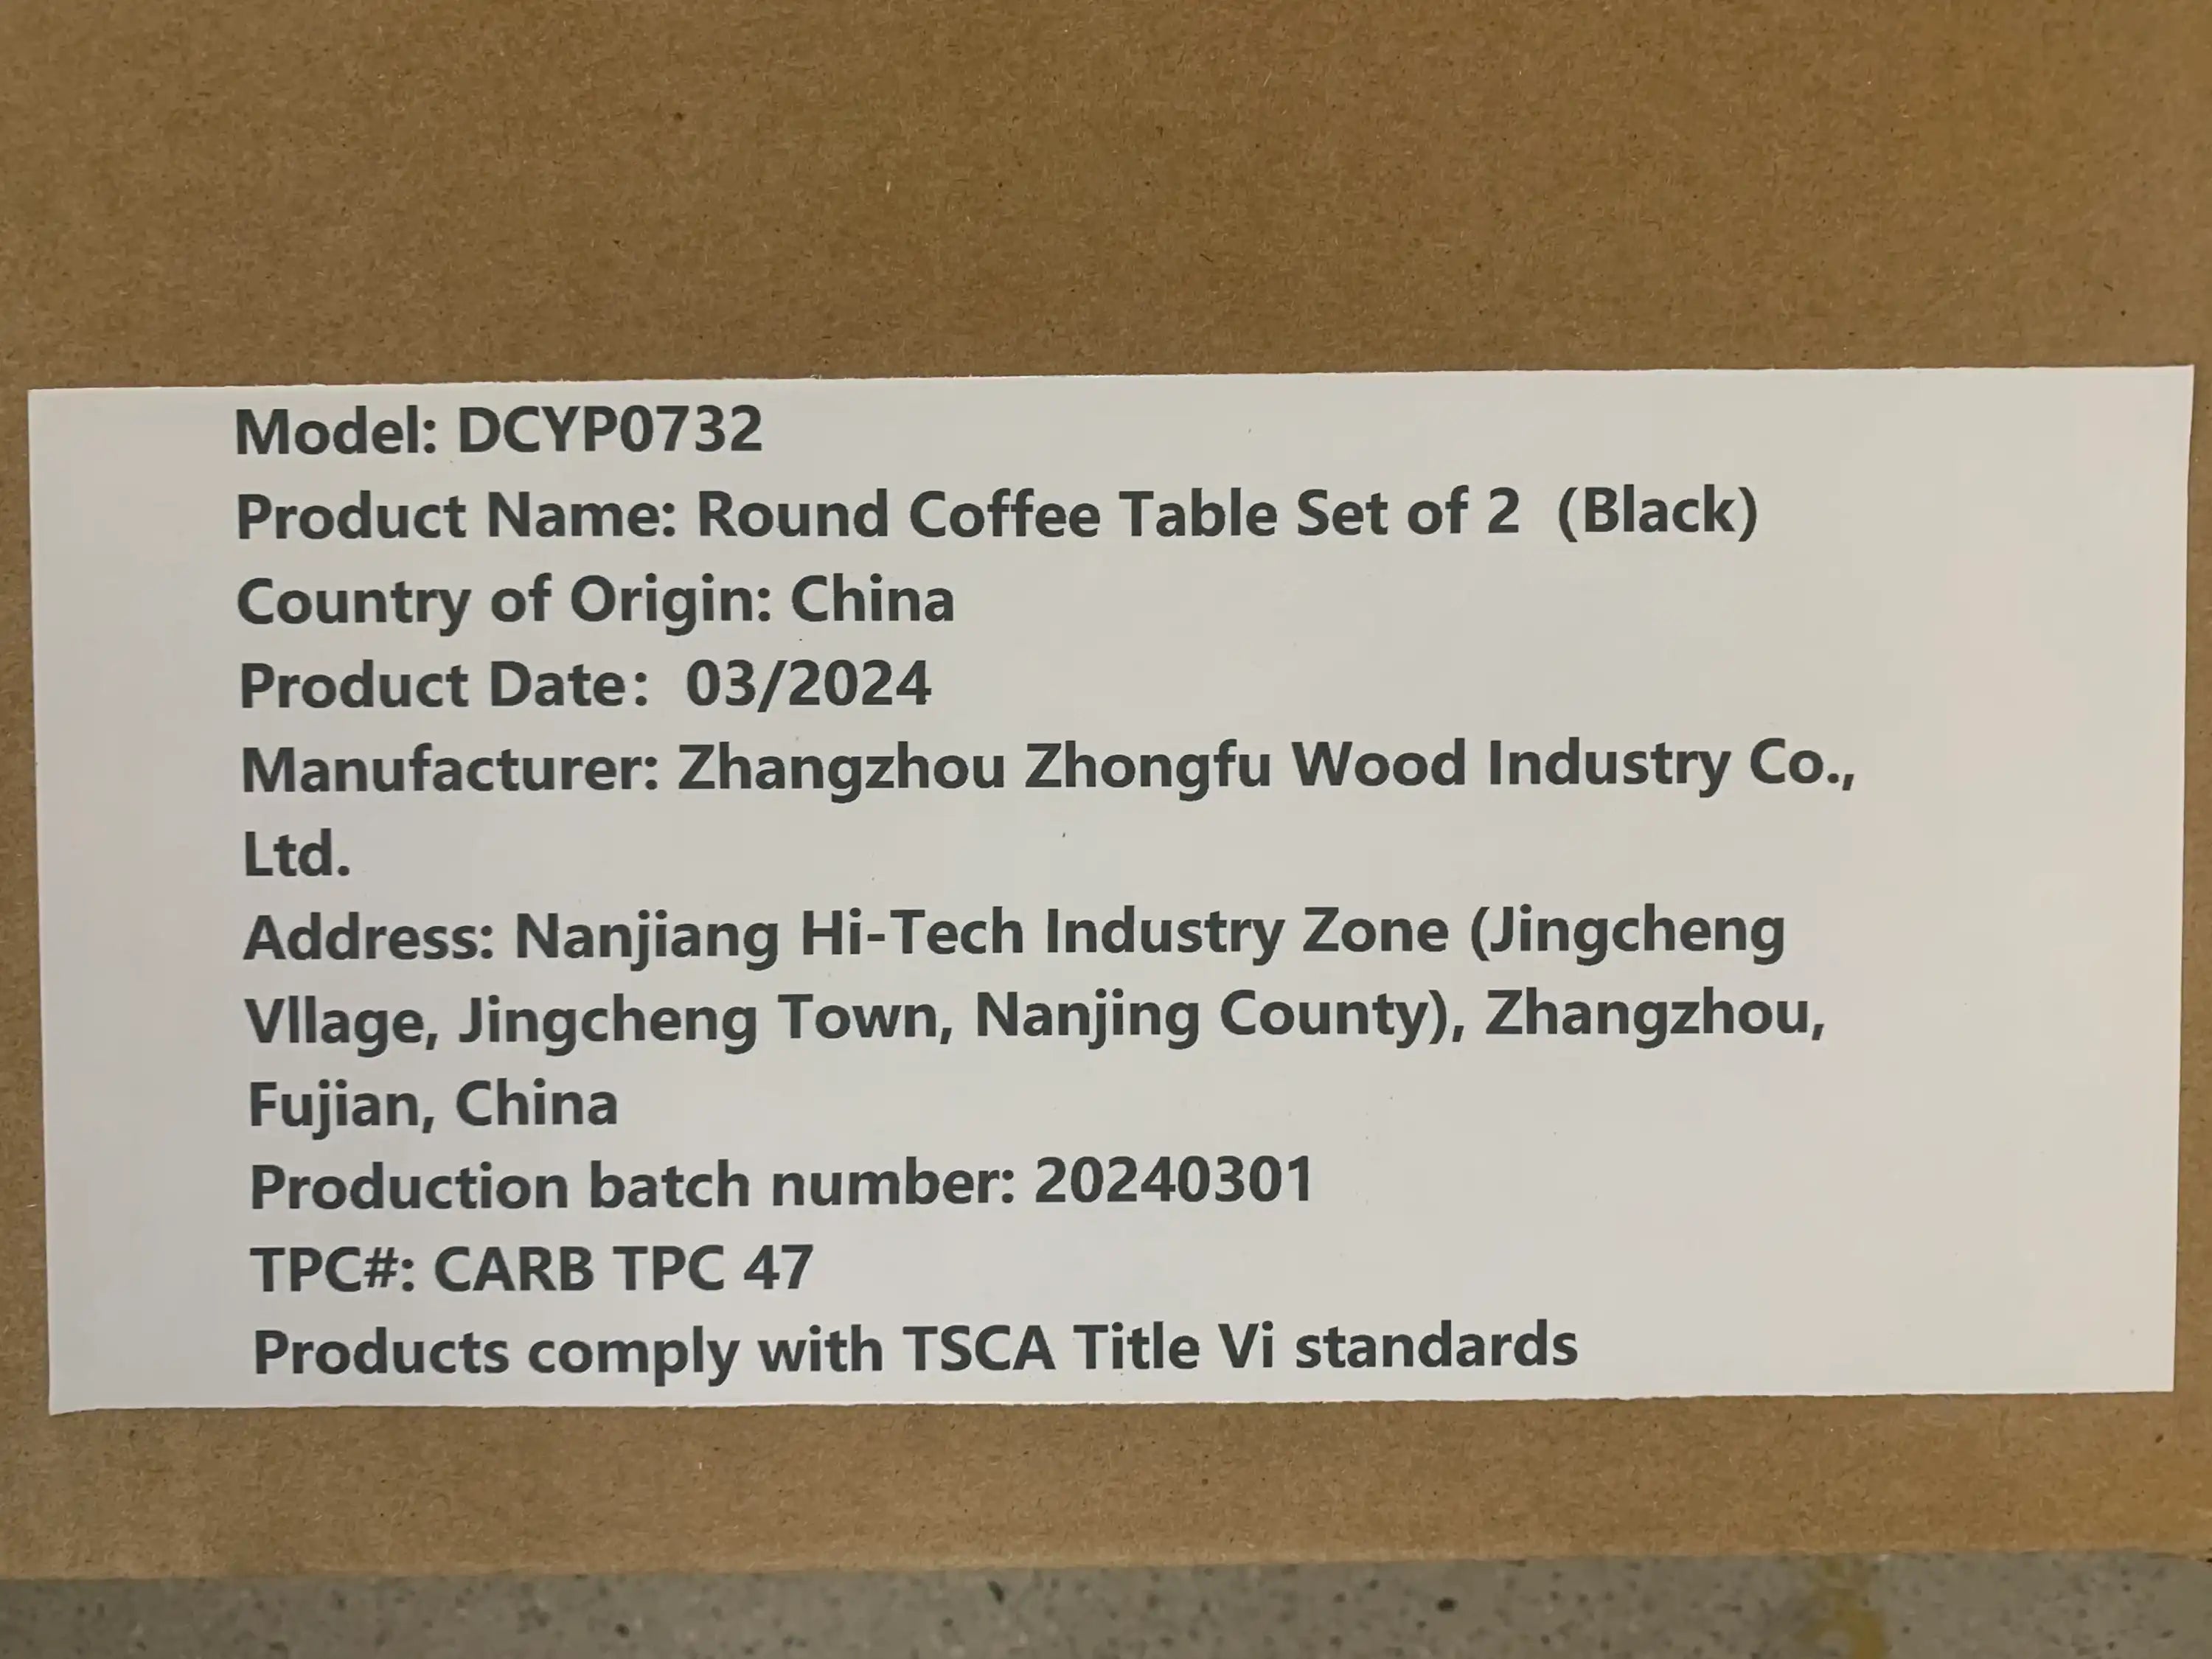 Model: DCYP0732
Product Name: Round Coffee Table Set of 2 (Black)
Country of Origin: China
Product Date: 03/2024
Manufacturer: Zhangzhou Zhongfu Wood Industry Co.,
Ltd.
Address: Nanjiang Hi-Tech Industry Zone (Jingcheng
Vllage, Jingcheng Town, Nanjing County), Zhangzhou,
Fujian, China
Production batch number: 20240301
TPC#: CARB TPC 47
Products comply with TSCA Title Vi standards